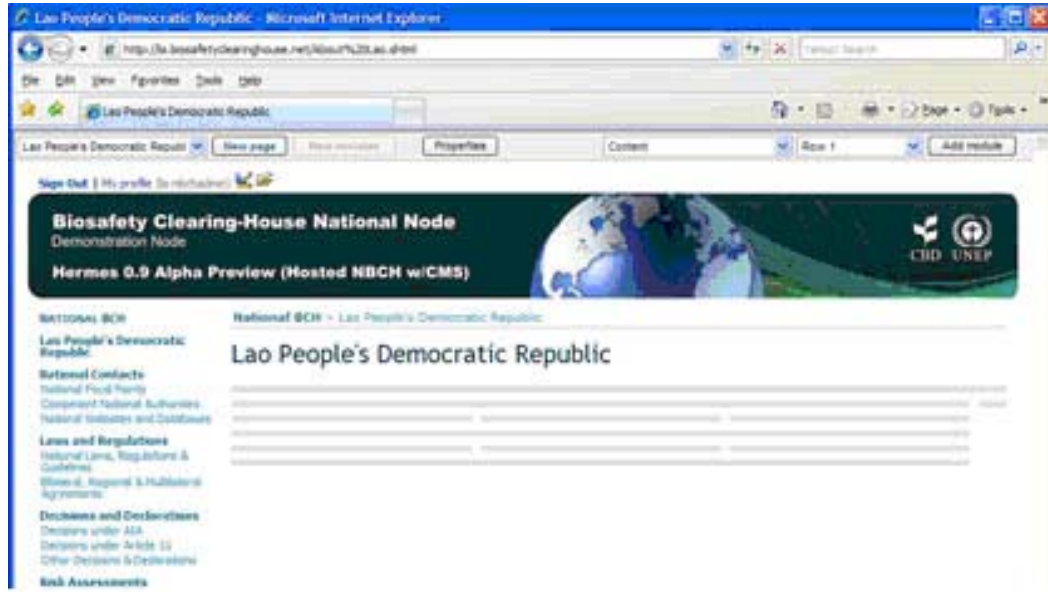 Lao People's Democratic Republic - Microsoft Internet Explorer
File Edit View Favorites Tools Help
Lao People's Democratic Republic
Page Tools
New page Properties Content Row 1 Add module
Sign Out | My profile
Biosafety Clearing-House National Node
Demonstration Node
Hermes 0.9 Alpha Preview (Hosted NBCH w/CMS)
CBD UNEP
NATIONAL BCH
National BCH - Lao People's Democratic Republic
Lao People's Democratic Republic
Lao People's Democratic Republic
National Contacts
National Focal Points
Competent National Authorities
National Websites and Databases
Laws and Regulations
National Laws, Regulations &
Guidelines
Bilateral, Regional & Multilateral
Agreements
Decisions and Declarations
Decisions under AIA
Decisions under Article 11
Other Decisions & Declarations
Risk Assessments